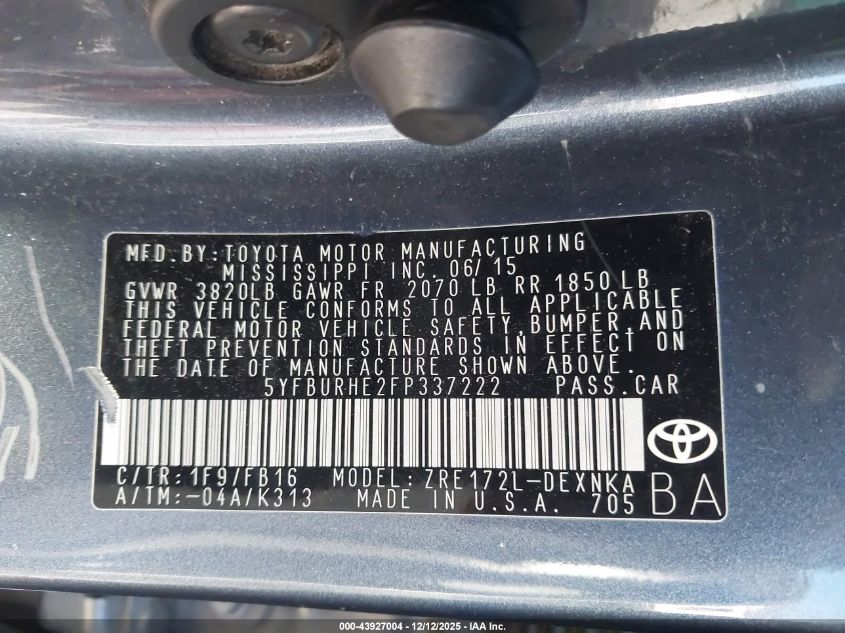 MFD.BY:TOYOTA MOTOR MANUFACTURING
MISSISSIPPI INC. 06/15
GVWR 3820LB GAWR FR 2070 LB RR 1850 LB
THIS VEHICLE CONFORMS TO ALL APPLICABLE
FEDERAL MOTOR VEHICLE SAFETY,BUMPER,AND
THEFT PREVENTION STANDARDS IN EFFECT ON
THE DATE OF MANUFACTURE SHOWN ABOVE.
5YFBURHE2FP337222 PASS.CAR
C/TR:1F9/FB16 MODEL:ZRE172L-DEXNKA
A/TM:-04A/K313 MADE IN U.S.A. 705
BA
000-43927004 - 12/12/2025 - IAA Inc.